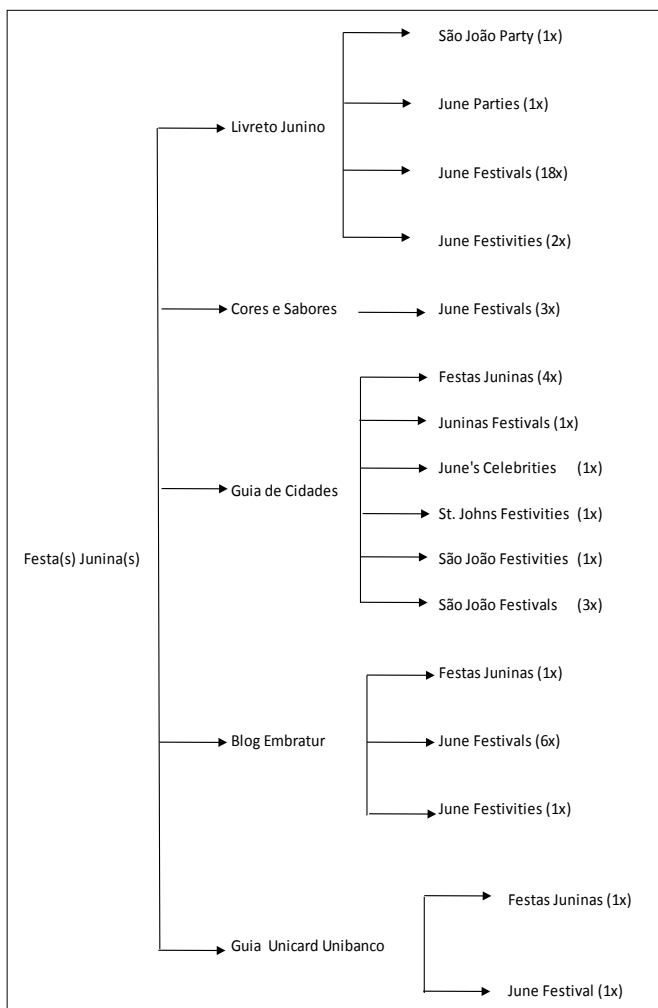 São João Party (1x)
June Parties (1x)
Livreto Junino
June Festivals (18x)
June Festivities (2x)
Cores e Sabores
June Festivals (3x)
Festas Juninas (4x)
Juninas Festivals (1x)
June's Celebrities (1x)
Guia de Cidades
St. Johns Festivities (1x)
São João Festivities (1x)
São João Festivals (3x)
Festa(s) Junina(s)
Festas Juninas (1x)
Blog Embratur
June Festivals (6x)
June Festivities (1x)
Festas Juninas (1x)
Guia Unicard Unibanco
June Festival (1x)